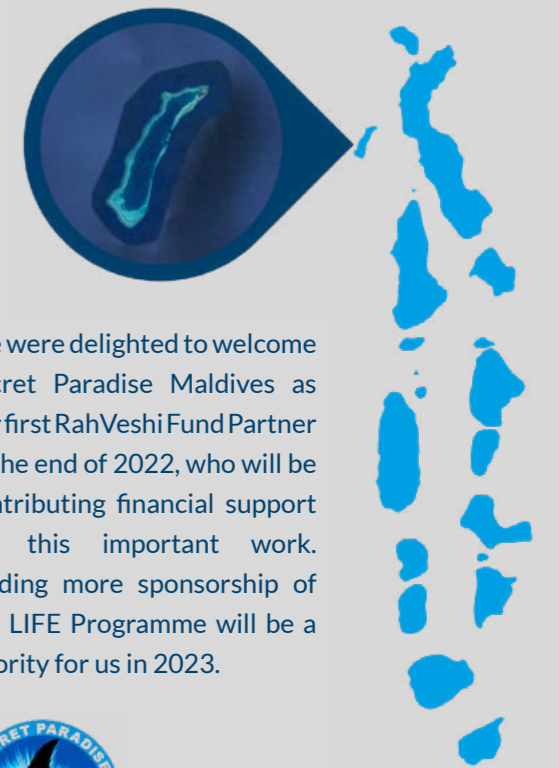 were delighted to welcome
ret Paradise Maldives as
first RahVeshi Fund Partner
he end of 2022, who will be
tributing financial support
this important work.
ding more sponsorship of
LIFE Programme will be a
ority for us in 2023.
RET PARADISE